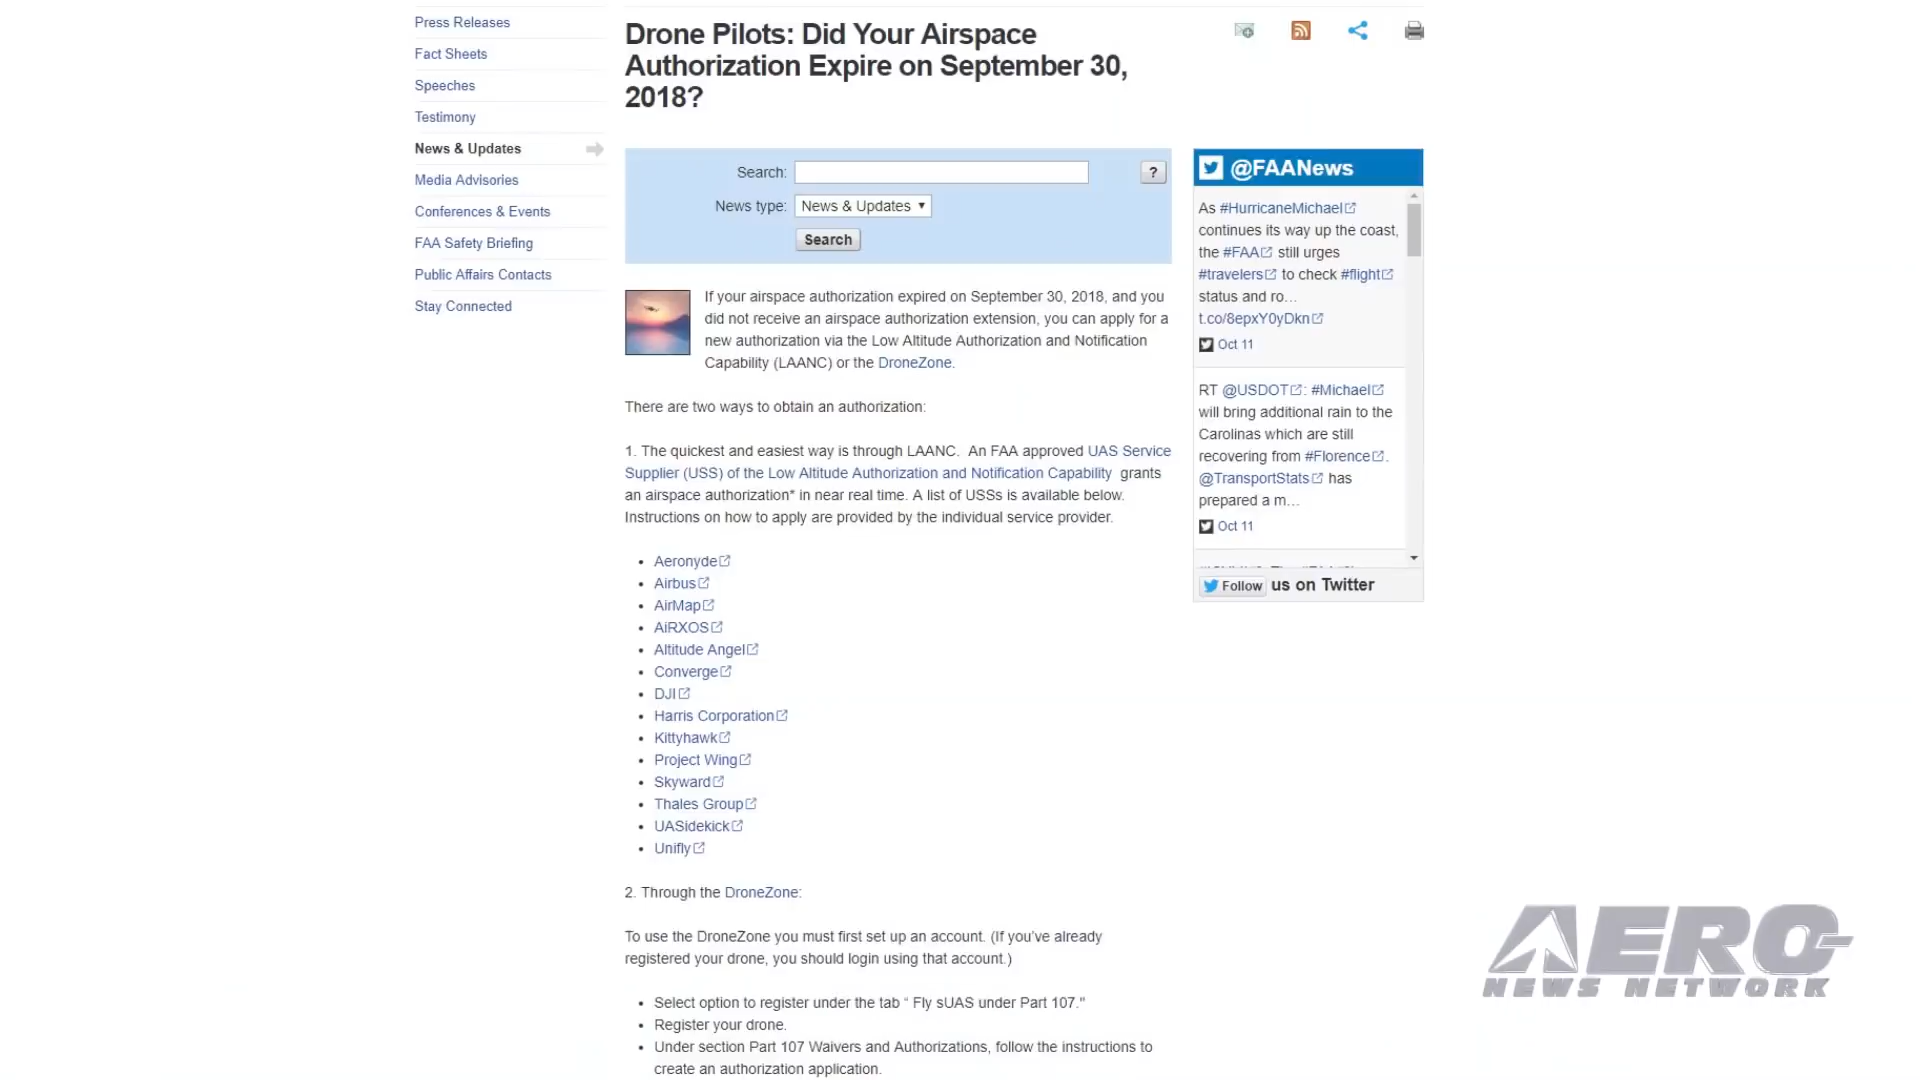 Press Releases
Fact Sheets
Speeches
Testimony
News & Updates
Media Advisories
Conferences & Events
FAA Safety Briefing
Public Affairs Contacts
Stay Connected
Drone Pilots: Did Your Airspace
Authorization Expire on September 30,
2018?
Search:
?
News type: News & Updates
Search
If your airspace authorization expired on September 30, 2018, and you
did not receive an airspace authorization extension, you can apply for a
new authorization via the Low Altitude Authorization and Notification
Capability (LAANC) or the DroneZone.
There are two ways to obtain an authorization:
1. The quickest and easiest way is through LAANC. An FAA approved UAS Service
Supplier (USS) of the Low Altitude Authorization and Notification Capability grants
an airspace authorization* in near real time. A list of USSs is available below.
Instructions on how to apply are provided by the individual service provider.
Aeronyde
Airbus
AirMap
AiRXOS
Altitude Angel
Converge
DJI
Harris Corporation
Kittyhawk
Project Wing
Skyward
Thales Group
UASidekick
Unifly
2. Through the DroneZone:
To use the DroneZone you must first set up an account. (If you've already
registered your drone, you should login using that account.)
Select option to register under the tab “ Fly sUAS under Part 107."
Register your drone.
Under section Part 107 Waivers and Authorizations, follow the instructions to
create an authorization application.
@FAANews
As #HurricaneMichael
continues its way up the coast,
the #FAA still urges
#travelers to check #flight
status and ro…
t.co/8epxY0yDkn
Oct 11
RT @USDOT: #Michael
will bring additional rain to the
Carolinas which are still
recovering from #Florence.
@TransportStats has
prepared a m…
Oct 11
Follow us on Twitter
AERO-
NEWS NETWORK